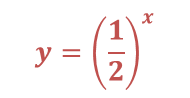 y = (1/2)^x